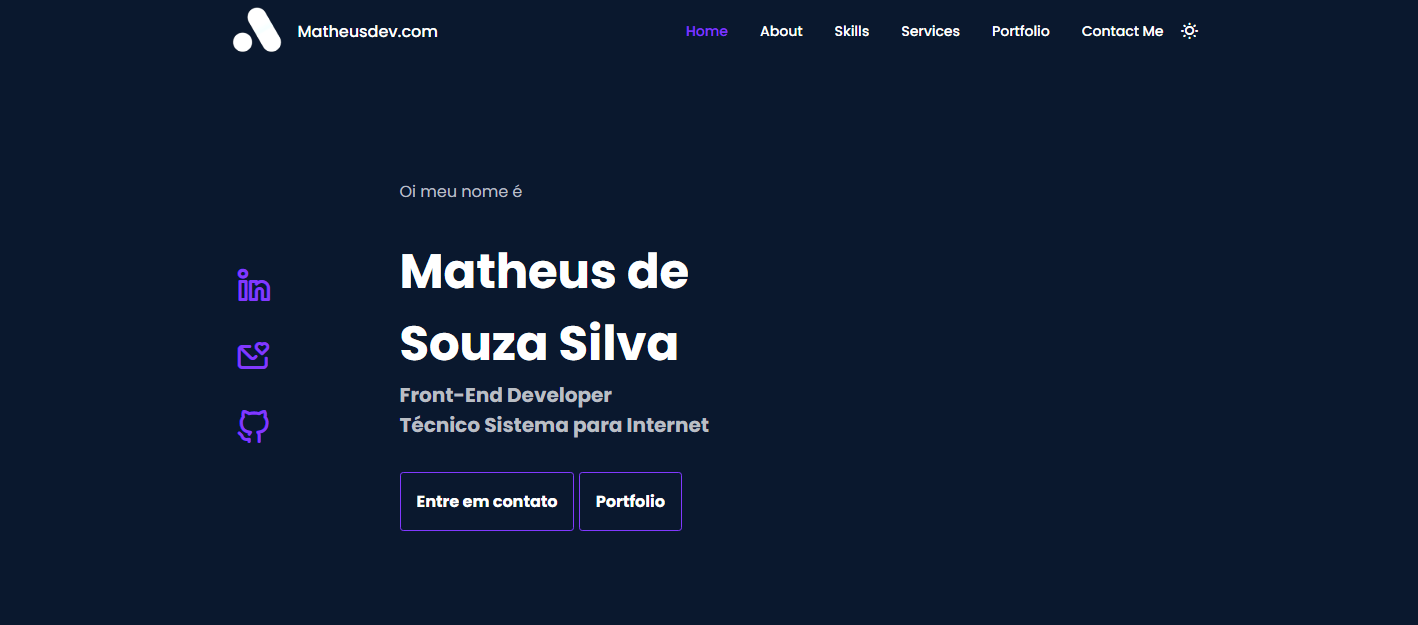 Matheusdev.com
Home About Skills Services Portfolio Contact Me
Oi meu nome é
Matheus de
Souza Silva
Front-End Developer
Técnico Sistema para Internet
Entre em contato Portfolio